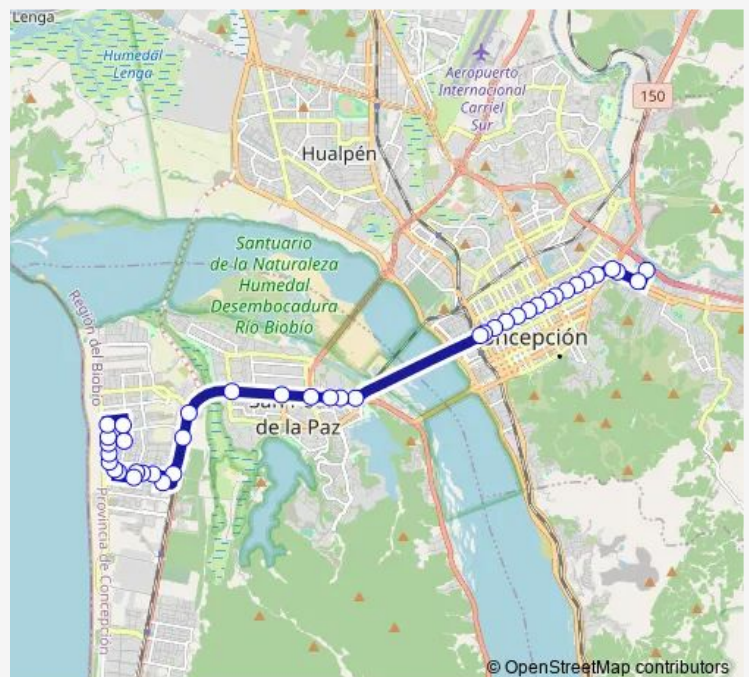 Lenga
Humedal
Lenga
Aeropuerto
Internacional
Carriel
Sur
150
Hualpén
Santuario
de la Naturaleza
Humedal
Desembocadura
Río Biobío
Región del Biobío
de la Paz
Provincia de Concepción
© OpenStreetMap contributors